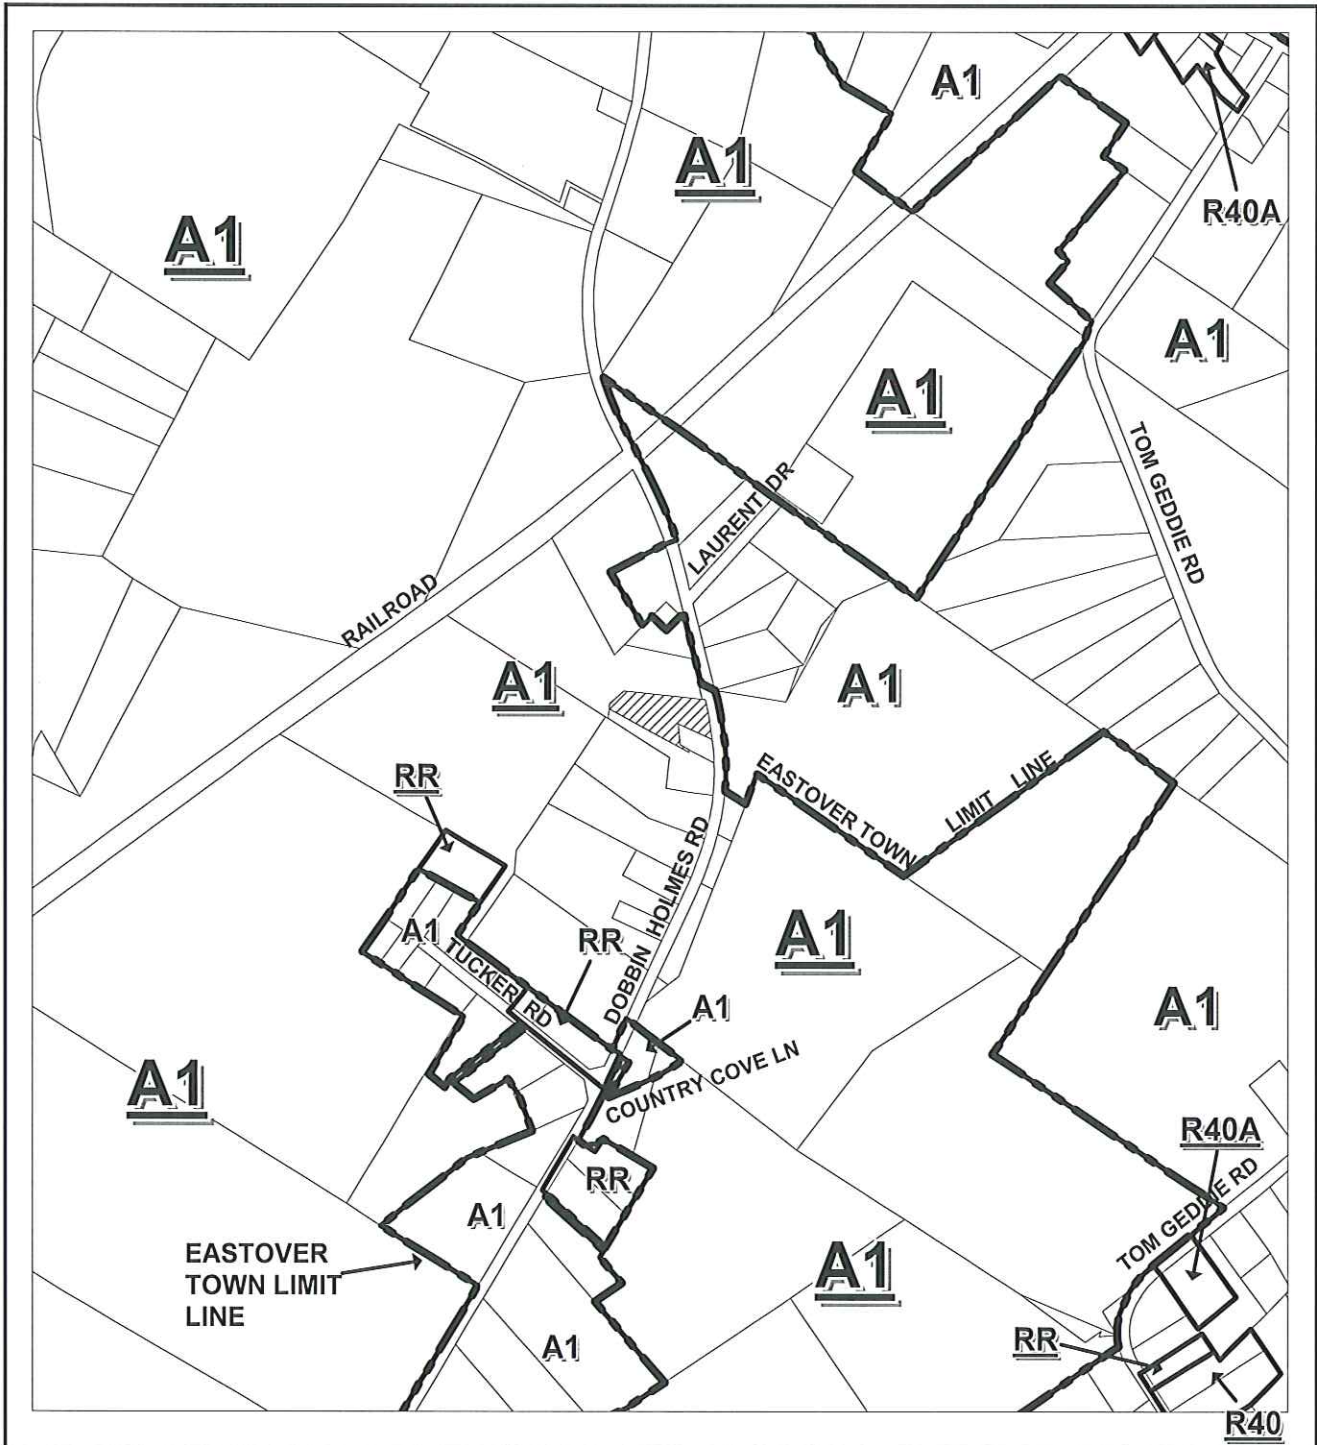 A1
A1
R40A
A1
A1
A1
TOM GEDDIE RD
LAURENT DR
RAILROAD
A1
A1
EASTOVER TOWN
LIMIT LINE
RR
DOBBIN HOLMES RD
A1
TUCKER RD
RR
A1
A1
A1
COUNTRY COVE LN
A1
R40A
RR
A1
TOM GEDDIE RD
EASTOVER
TOWN LIMIT
LINE
A1
RR
A1
R40